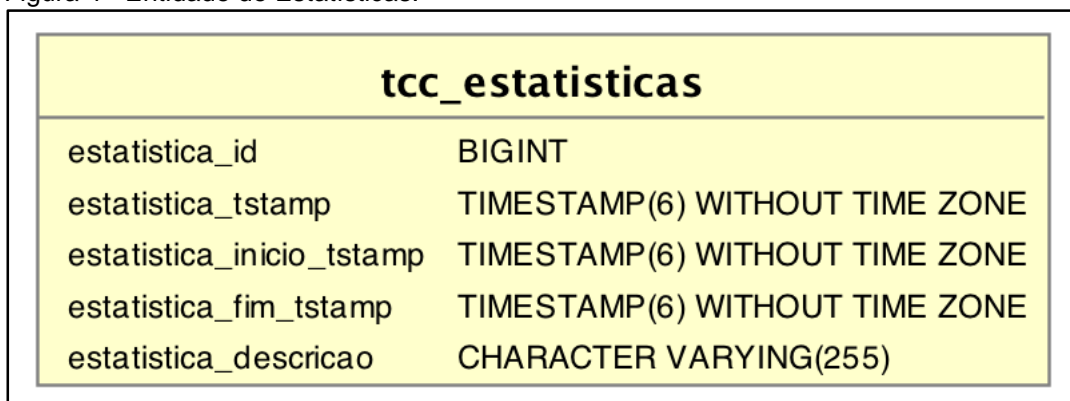 tcc_estatisticas
estatistica_id BIGINT
estatistica_tstamp TIMESTAMP(6) WITHOUT TIME ZONE
estatistica_inicio_tstamp TIMESTAMP(6) WITHOUT TIME ZONE
estatistica_fim_tstamp TIMESTAMP(6) WITHOUT TIME ZONE
estatistica_descricao CHARACTER VARYING(255)